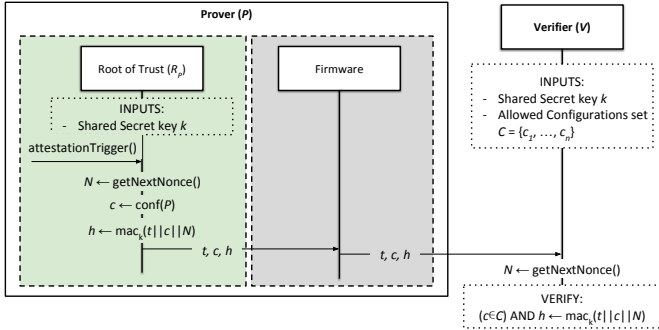 Prover (P)
Root of Trust (Rp)
Firmware
Verifier (V)
INPUTS:
- Shared Secret key k
INPUTS:
- Shared Secret key k
- Allowed Configurations set
C = {c1, …, cn}
attestationTrigger()
N ← getNextNonce()
c ← conf(P)
h ← mack(t||c||N)
t, c, h
t, c, h
N ← getNextNonce()
VERIFY:
(c∈C) AND h ← mack(t||c||N)